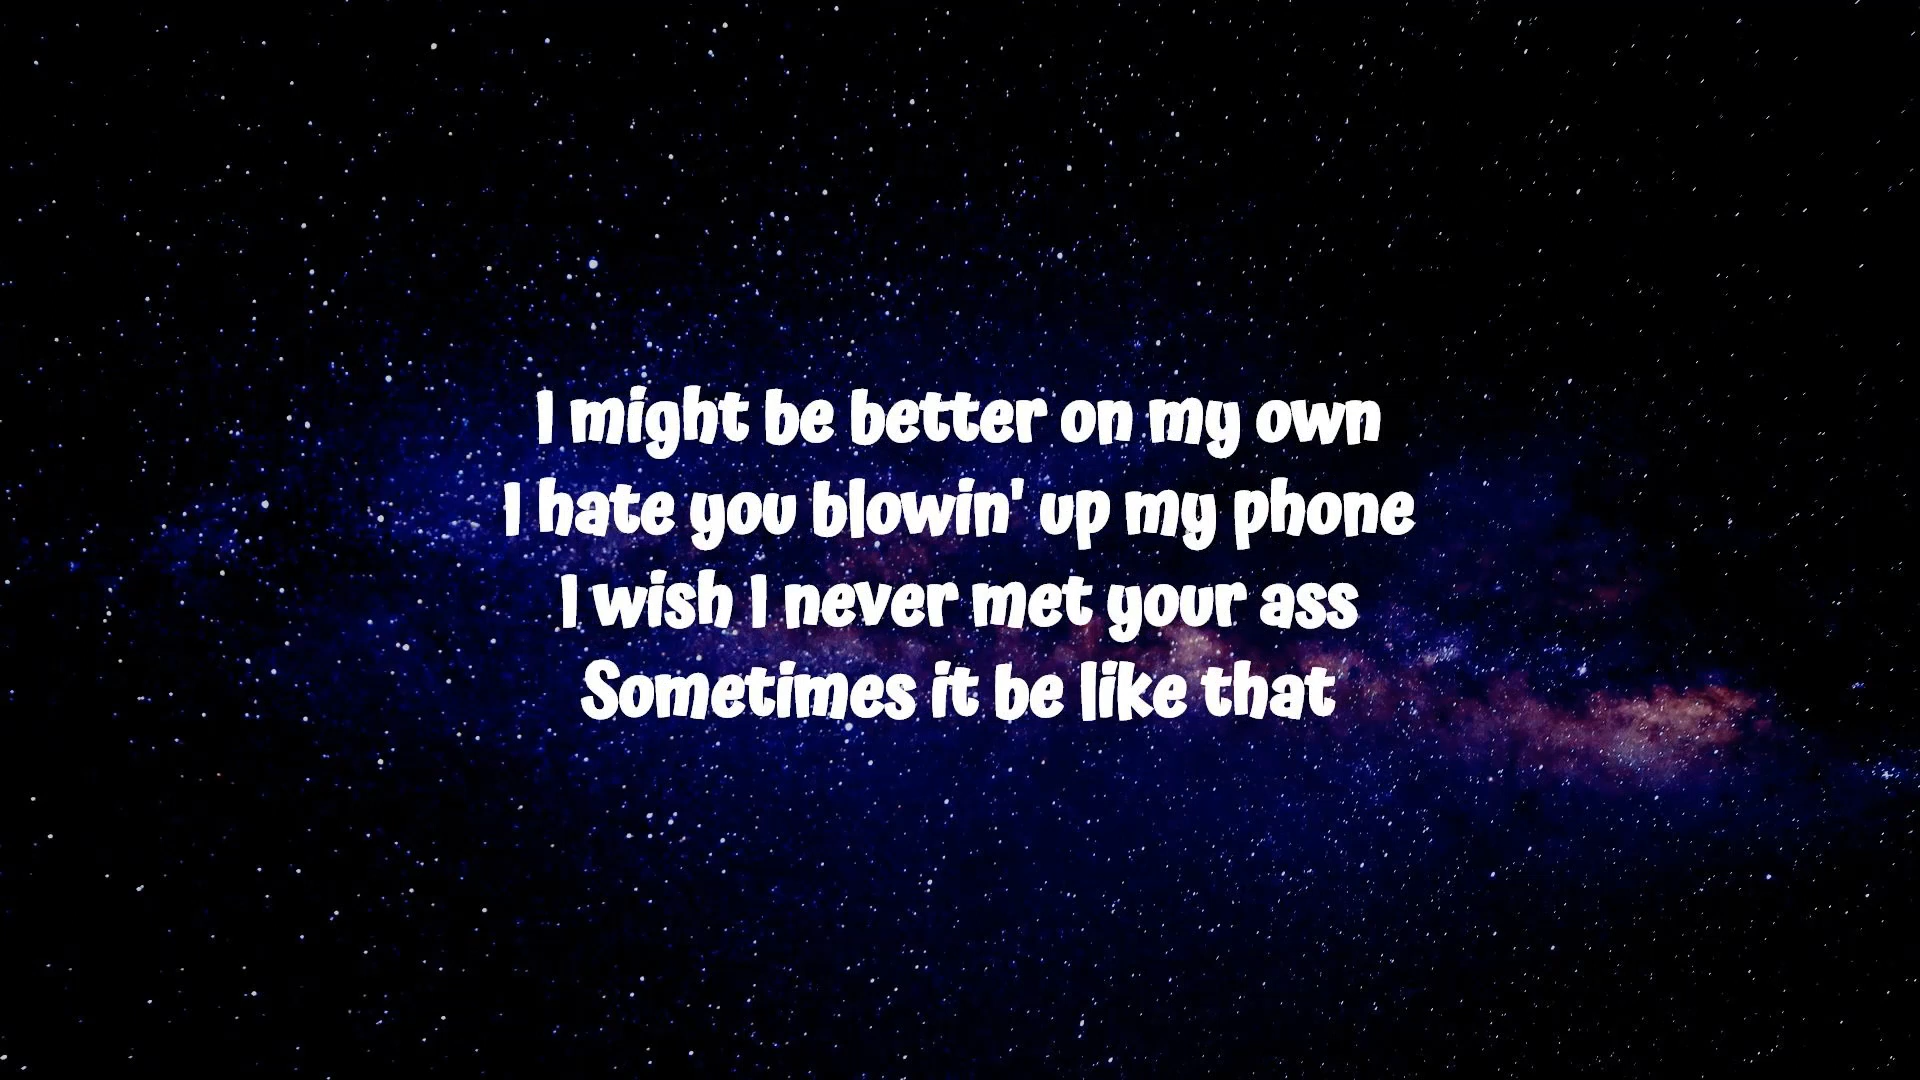 I might be better on my own
I hate you blowin' up my phone
I wish I never met your ass
Sometimes it be like that